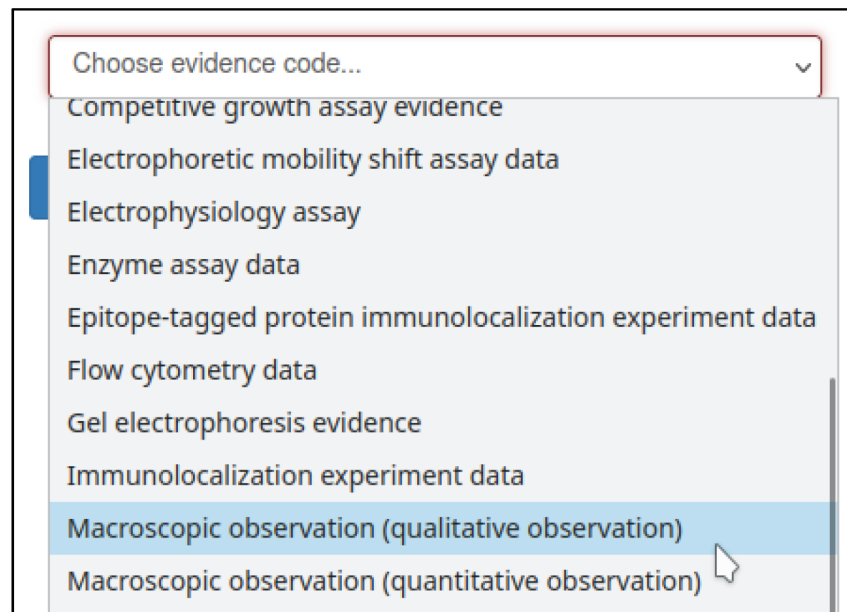 Choose evidence code...
Competitive growth assay evidence
Electrophoretic mobility shift assay data
Electrophysiology assay
Enzyme assay data
Epitope-tagged protein immunolocalization experiment data
Flow cytometry data
Gel electrophoresis evidence
Immunolocalization experiment data
Macroscopic observation (qualitative observation)
Macroscopic observation (quantitative observation)